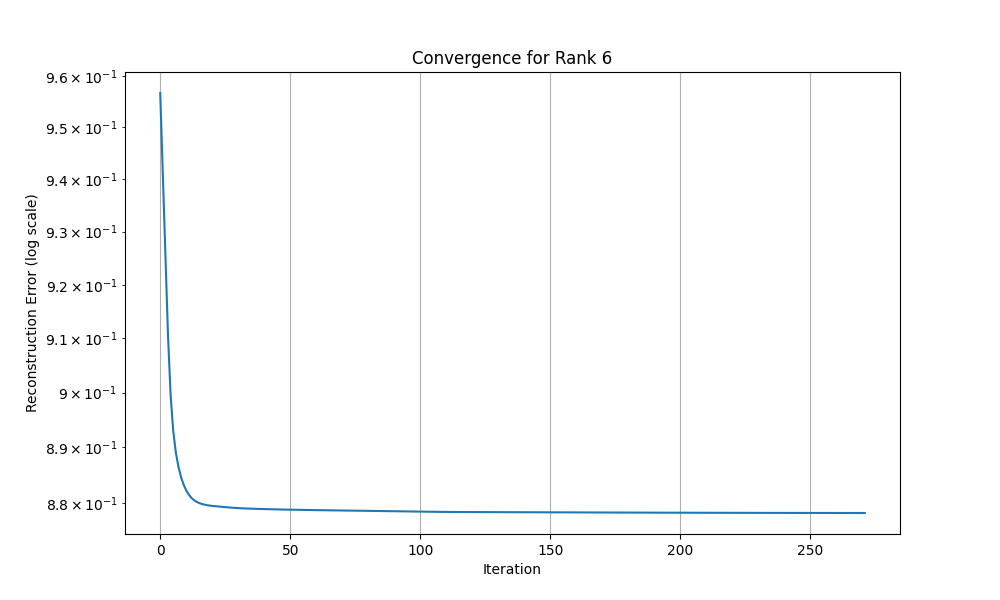 Convergence for Rank 6
Reconstruction Error (log scale)
9.6 × 10⁻¹
9.5 × 10⁻¹
9.4 × 10⁻¹
9.3 × 10⁻¹
9.2 × 10⁻¹
9.1 × 10⁻¹
9 × 10⁻¹
8.9 × 10⁻¹
8.8 × 10⁻¹
0 50 100 150 200 250
Iteration